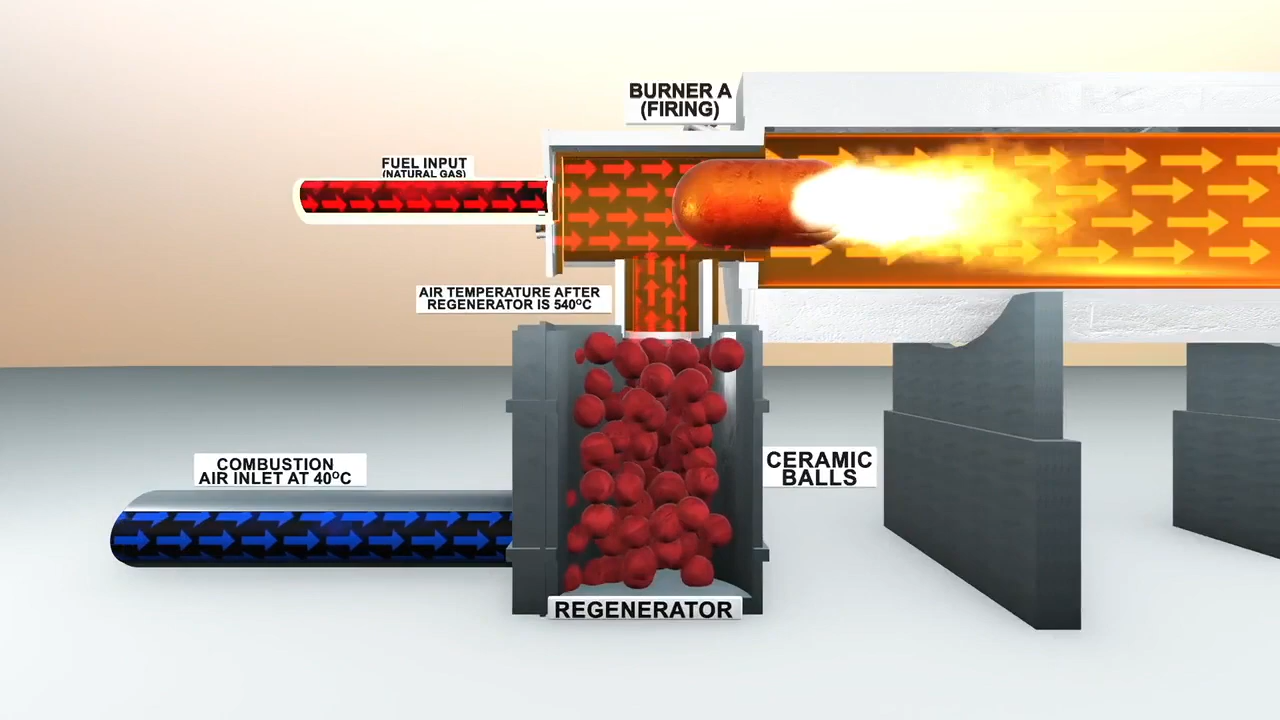 BURNER A
(FIRING)
FUEL INPUT
(NATURAL GAS)
AIR TEMPERATURE AFTER
REGENERATOR IS 540ºC
COMBUSTION
AIR INLET AT 40ºC
CERAMIC
BALLS
REGENERATOR